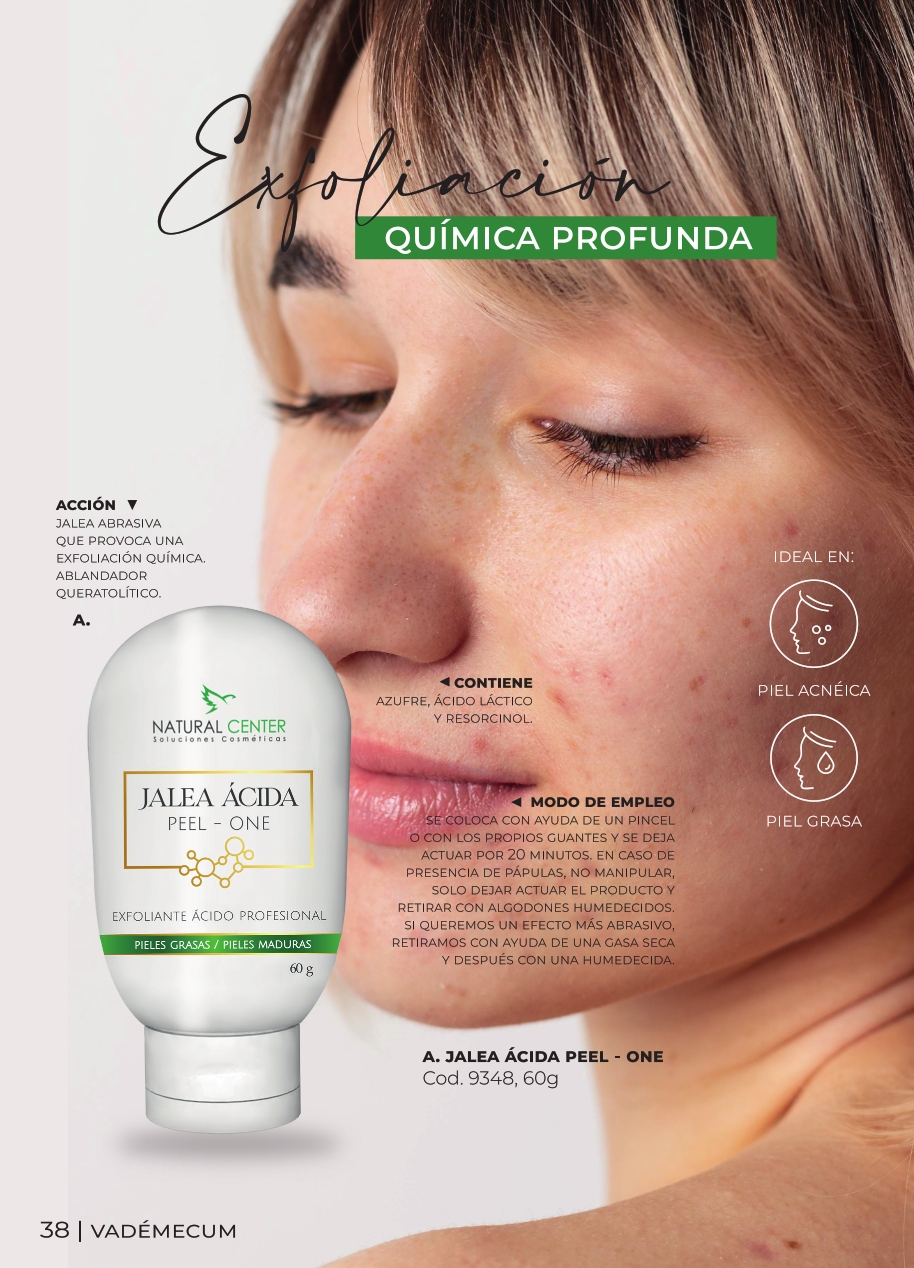 Exfoliación
QUÍMICA PROFUNDA
ACCIÓN ▼
JALEA ABRASIVA
QUE PROVOCA UNA
EXFOLIACIÓN QUÍMICA.
ABLANDADOR
QUERATOLÍTICO.
A.
NATURAL CENTER
Soluciones Cosméticas
JALEA ÁCIDA
PEEL - ONE
EXFOLIANTE ÁCIDO PROFESIONAL
PIELES GRASAS / PIELES MADURAS
60 g
IDEAL EN:
PIEL ACNÉICA
PIEL GRASA
◀ CONTIENE
AZUFRE, ÁCIDO LÁCTICO
Y RESORCINOL.
◀ MODO DE EMPLEO
SE COLOCA CON AYUDA DE UN PINCEL
O CON LOS PROPIOS GUANTES Y SE DEJA
ACTUAR POR 20 MINUTOS. EN CASO DE
PRESENCIA DE PÁPULAS, NO MANIPULAR,
SOLO DEJAR ACTUAR EL PRODUCTO Y
RETIRAR CON ALGODONES HUMEDECIDOS.
SI QUEREMOS UN EFECTO MÁS ABRASIVO,
RETIRAMOS CON AYUDA DE UNA GASA SECA
Y DESPUÉS CON UNA HUMEDECIDA.
A. JALEA ÁCIDA PEEL - ONE
Cod. 9348, 60g
38 | VADÉMECUM